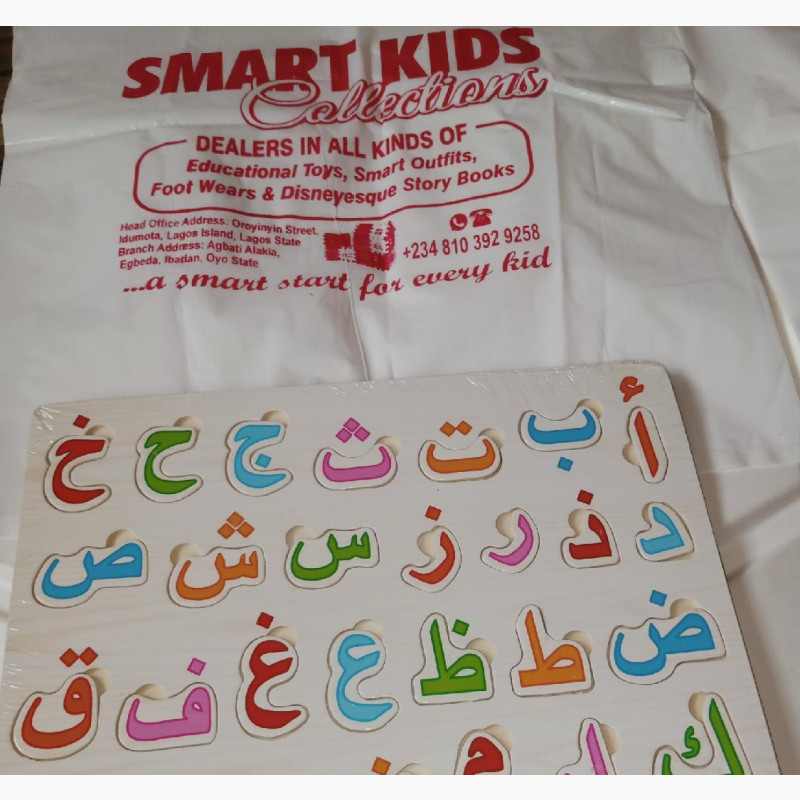 SMART KIDS
Collections
DEALERS IN ALL KINDS OF
Educational Toys, Smart Outfits,
Foot Wears & Disneyesque Story Books
Head Office Address: Oroyinyin Street,
Idumota, Lagos Island, Lagos State
Branch Address: Agbati Alakia,
Egbeda, Ibadan, Oyo State
+234 810 392 9258
...a smart start for every kid
أ ب ت ث ج ح خ
د ذ ر ز س ش ص
ض ط ظ ع غ ف ق
ك ل م